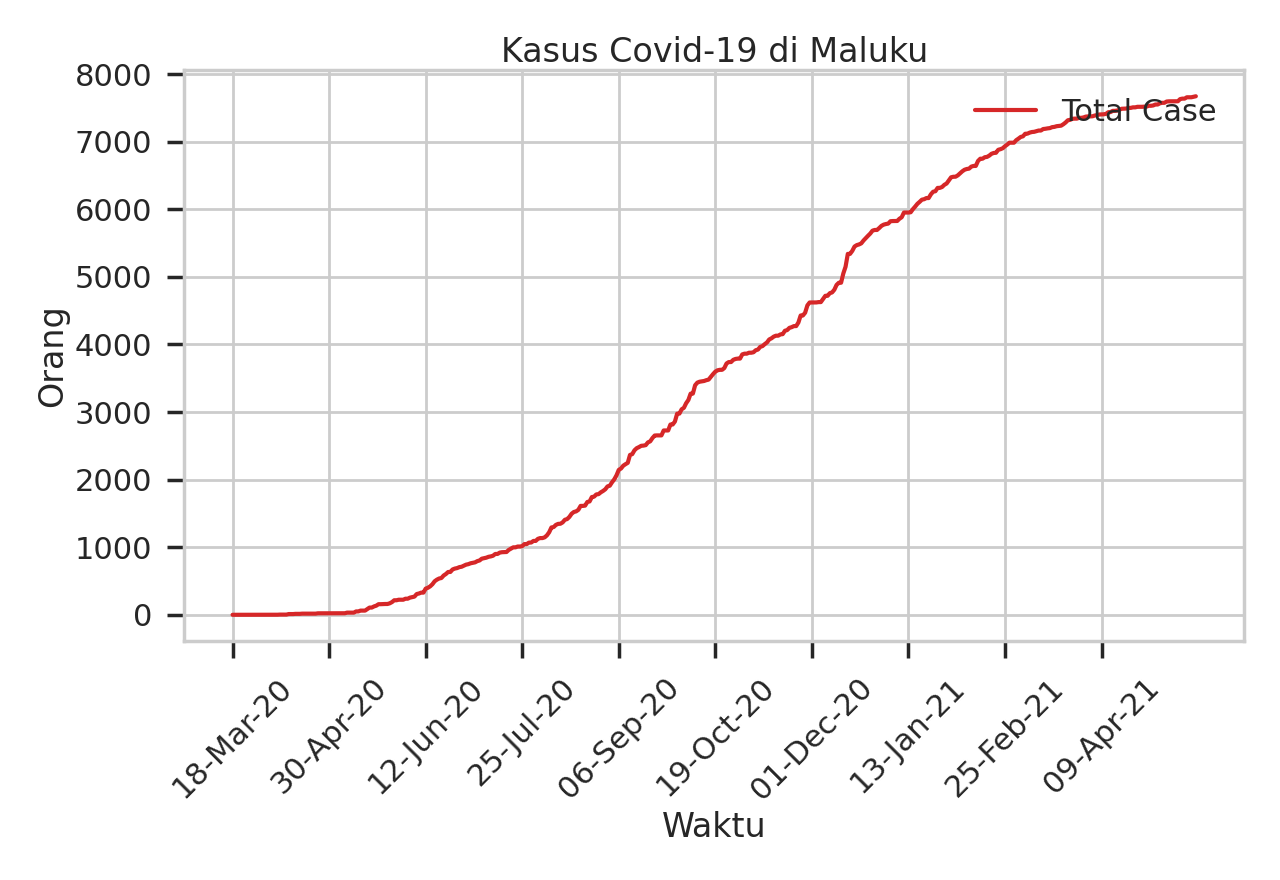 Kasus Covid-19 di Maluku
8000
7000
6000
5000
4000
3000
2000
1000
0
Orang
Total Case
18-Mar-20
30-Apr-20
12-Jun-20
25-Jul-20
06-Sep-20
19-Oct-20
01-Dec-20
13-Jan-21
25-Feb-21
09-Apr-21
Waktu